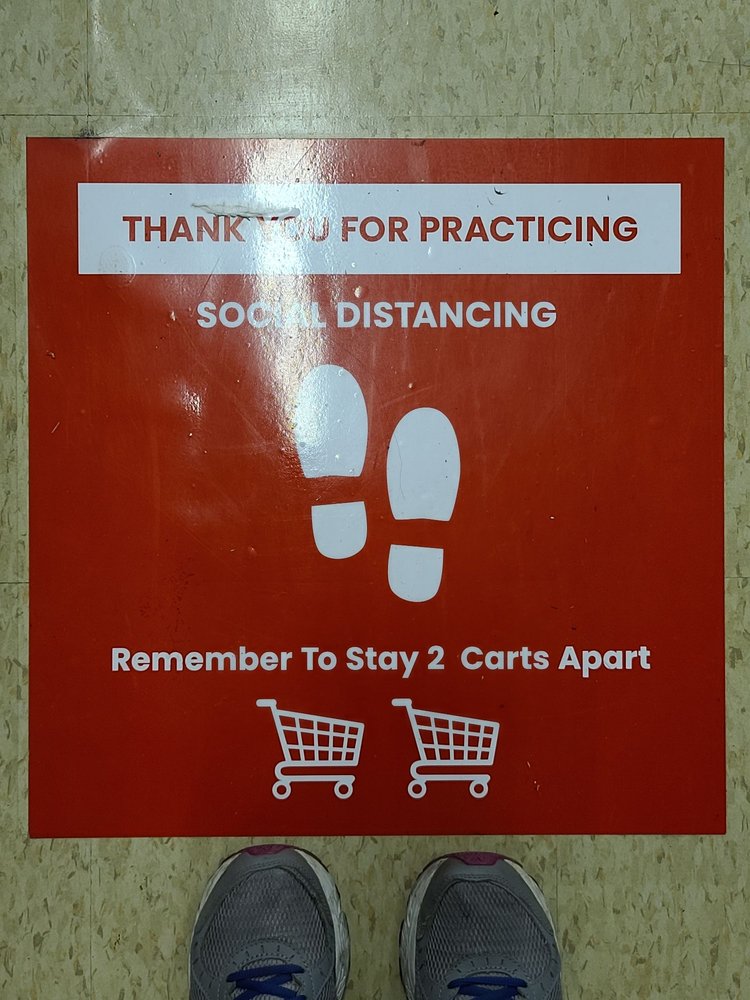 THANK YOU FOR PRACTICING
SOCIAL DISTANCING
Remember To Stay 2 Carts Apart